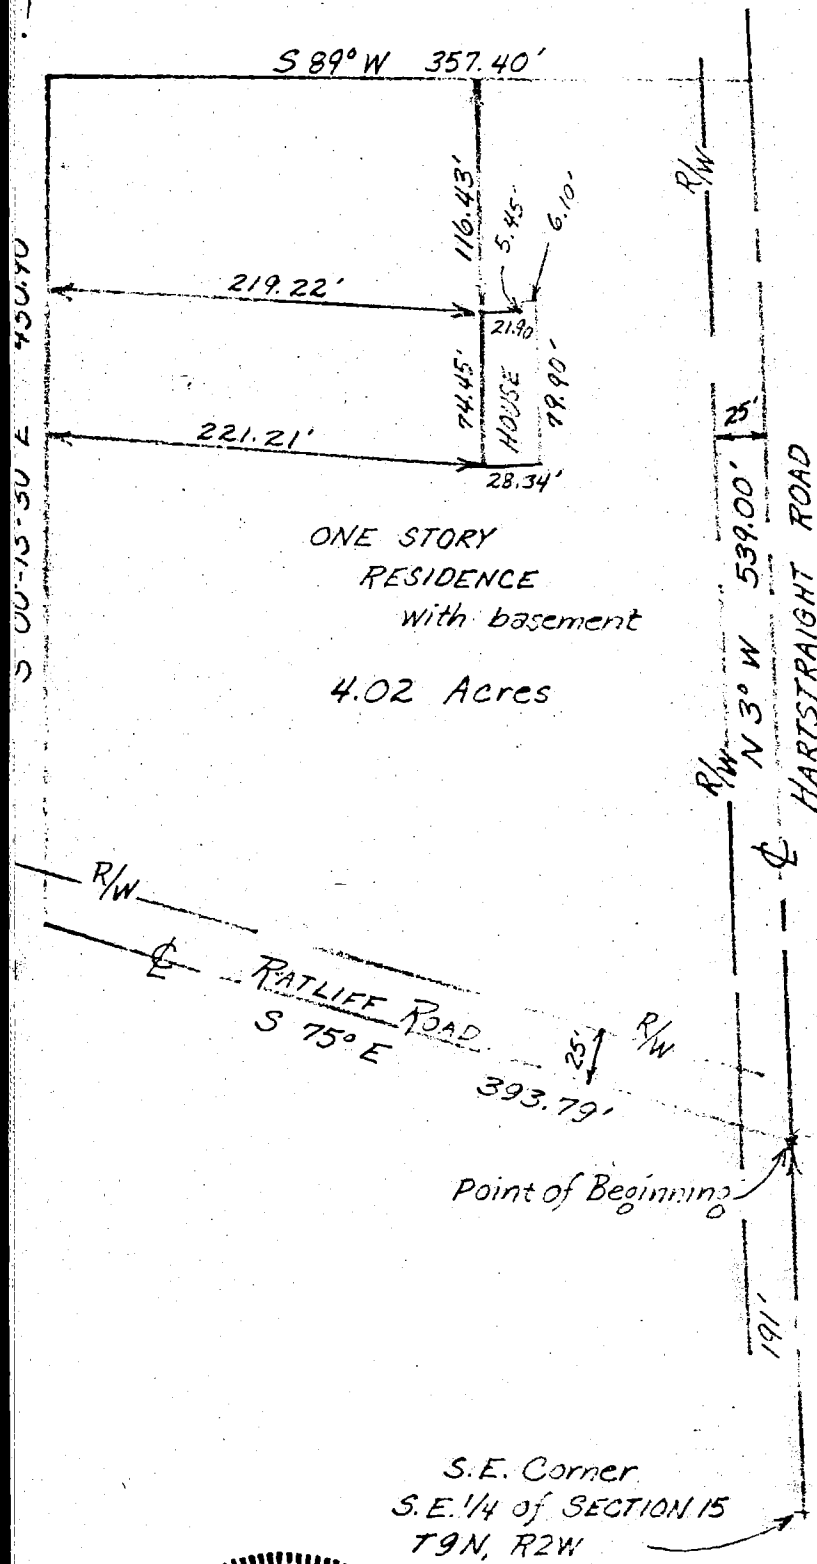 S 89° W 357.40'
R/W
116.43'
5.45'
6.10'
219.22'
21.90
74.45'
HOUSE
79.90'
221.21'
28.34'
25'
ONE STORY
RESIDENCE
with basement
4.02 Acres
N 3° W 539.00'
HARTSTRAIGHT ROAD
R/W
℄
R/W
℄
RATLIFF ROAD
S 75° E
393.79'
25'
R/W
Point of Beginning
191'
S.E. Corner
S.E. 1/4 of SECTION 15
T9N, R2W